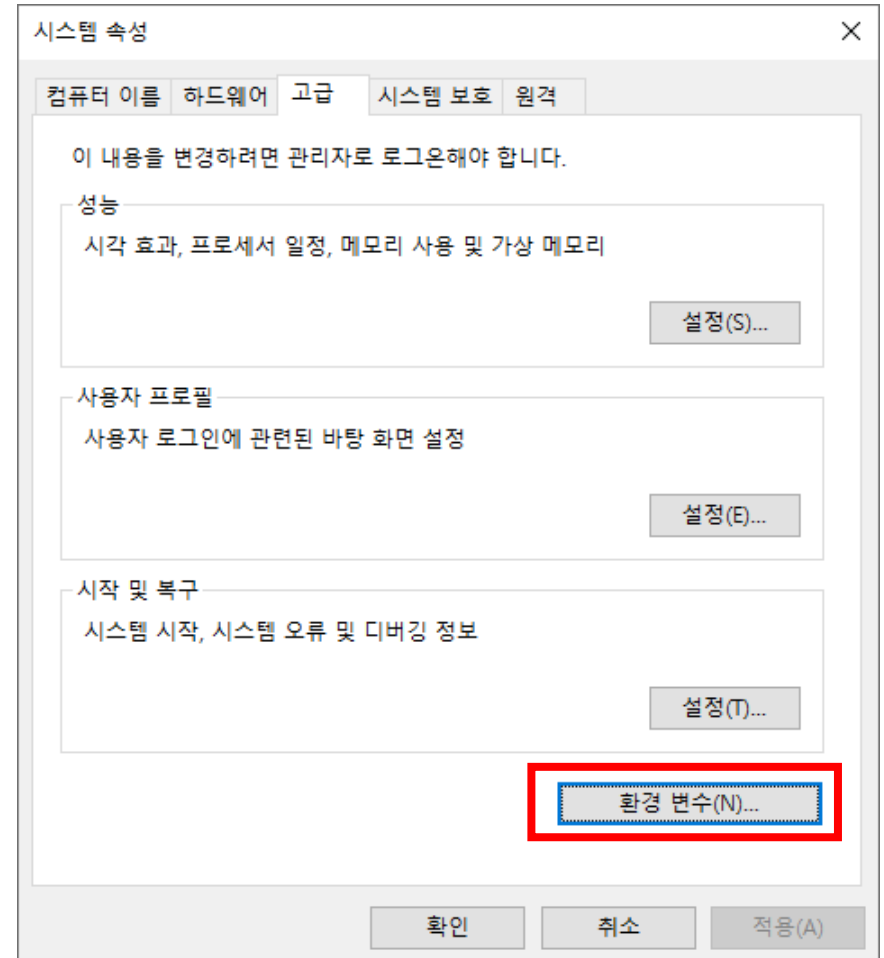 시스템 속성
컴퓨터 이름 하드웨어 고급 시스템 보호 원격
이 내용을 변경하려면 관리자로 로그온해야 합니다.
성능
시각 효과, 프로세서 일정, 메모리 사용 및 가상 메모리
설정(S)...
사용자 프로필
사용자 로그인에 관련된 바탕 화면 설정
설정(E)...
시작 및 복구
시스템 시작, 시스템 오류 및 디버깅 정보
설정(T)...
환경 변수(N)...
확인 취소 적용(A)